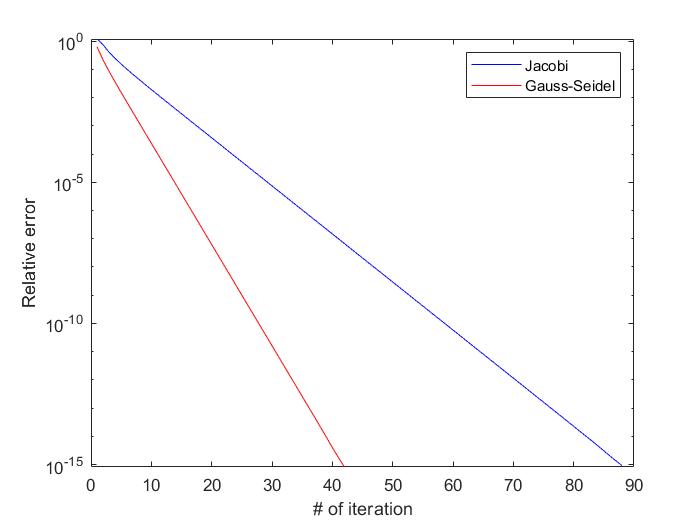 10^0
10^-5
10^-10
10^-15
Relative error
Jacobi
Gauss-Seidel
0 10 20 30 40 50 60 70 80 90
# of iteration